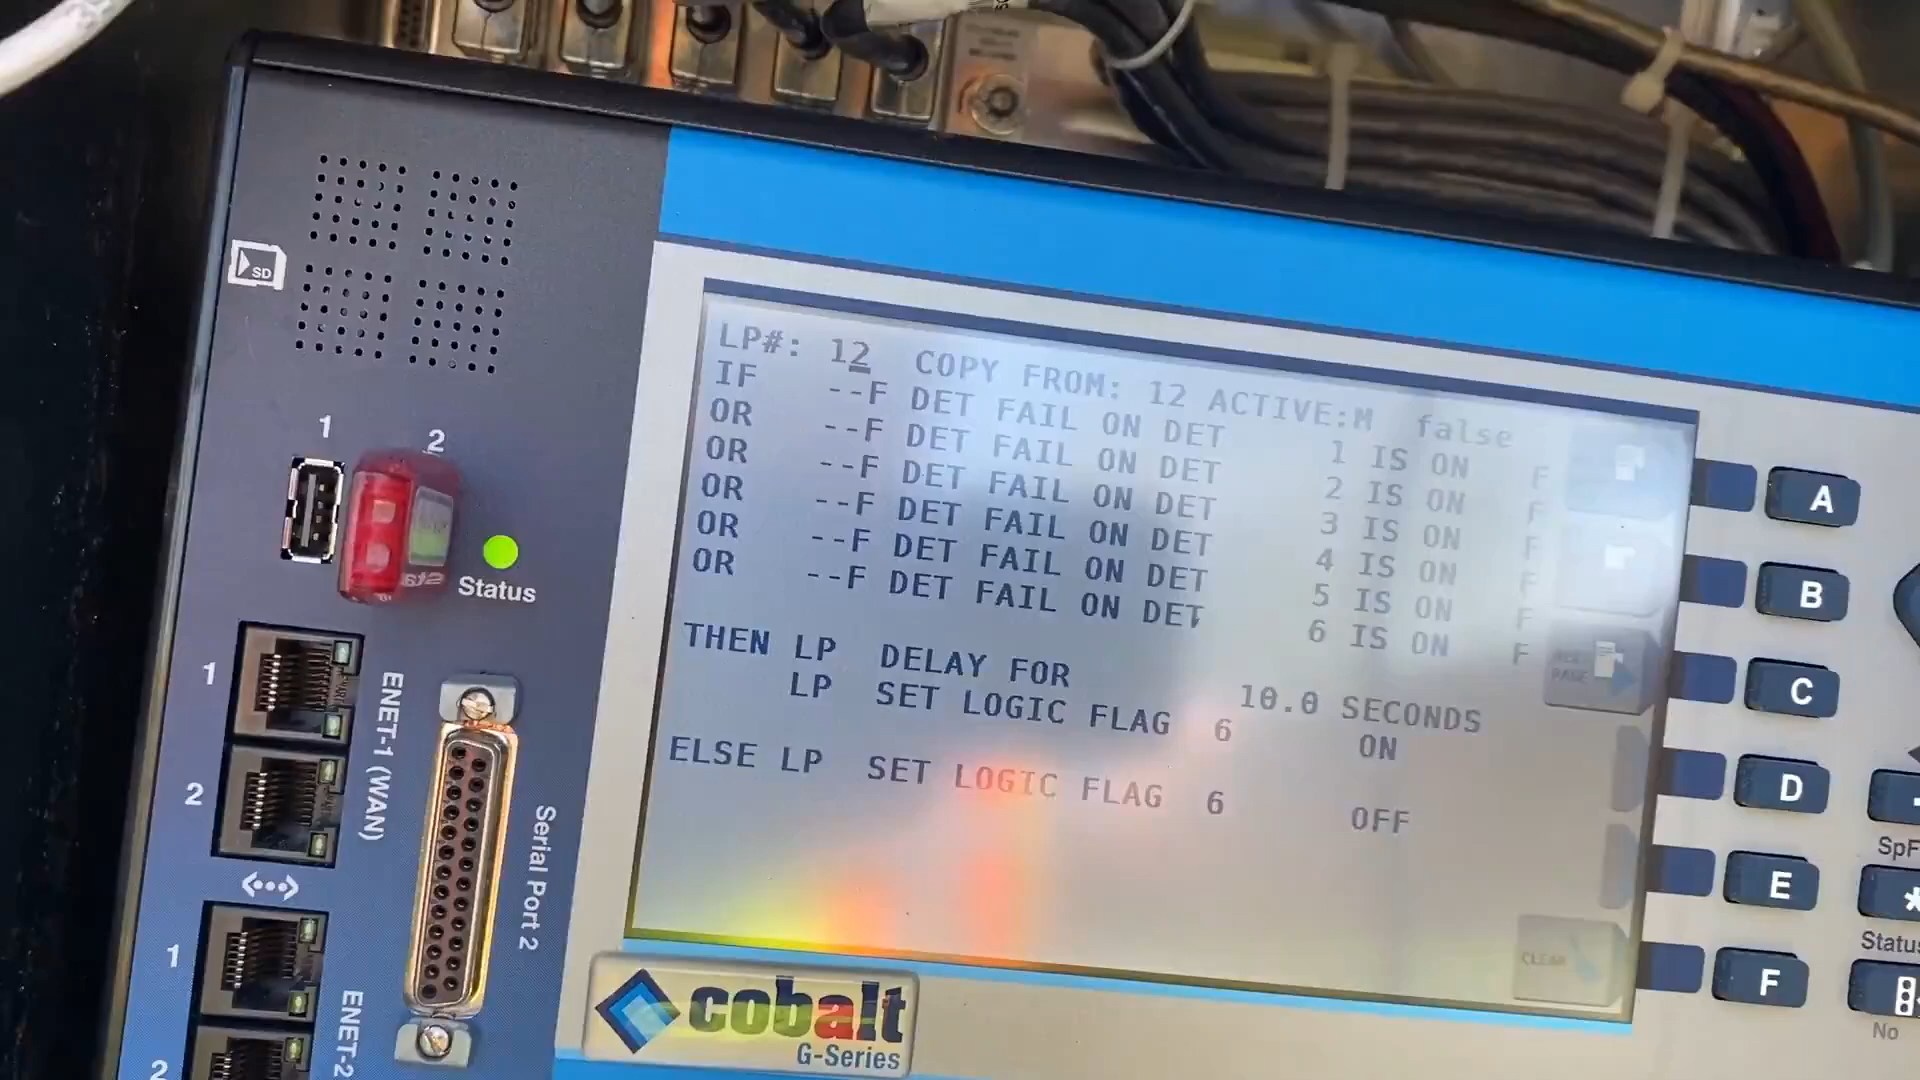 LP#: 12 COPY FROM: 12 ACTIVE:M false
IF --F DET FAIL ON DET 1 IS ON F
OR --F DET FAIL ON DET 2 IS ON F
OR --F DET FAIL ON DET 3 IS ON F
OR --F DET FAIL ON DET 4 IS ON F
OR --F DET FAIL ON DET 5 IS ON F
OR --F DET FAIL ON DET 6 IS ON F
THEN LP DELAY FOR 10.0 SECONDS
LP SET LOGIC FLAG 6 ON
ELSE LP SET LOGIC FLAG 6 OFF
PAGE
CLEAR
SD
1
2
Status
1
2
ENET-1 (WAN)
1
2
ENET-2
Serial Port 2
cobalt
G-Series
A
B
C
D
E
F
SpF
*
Status
No